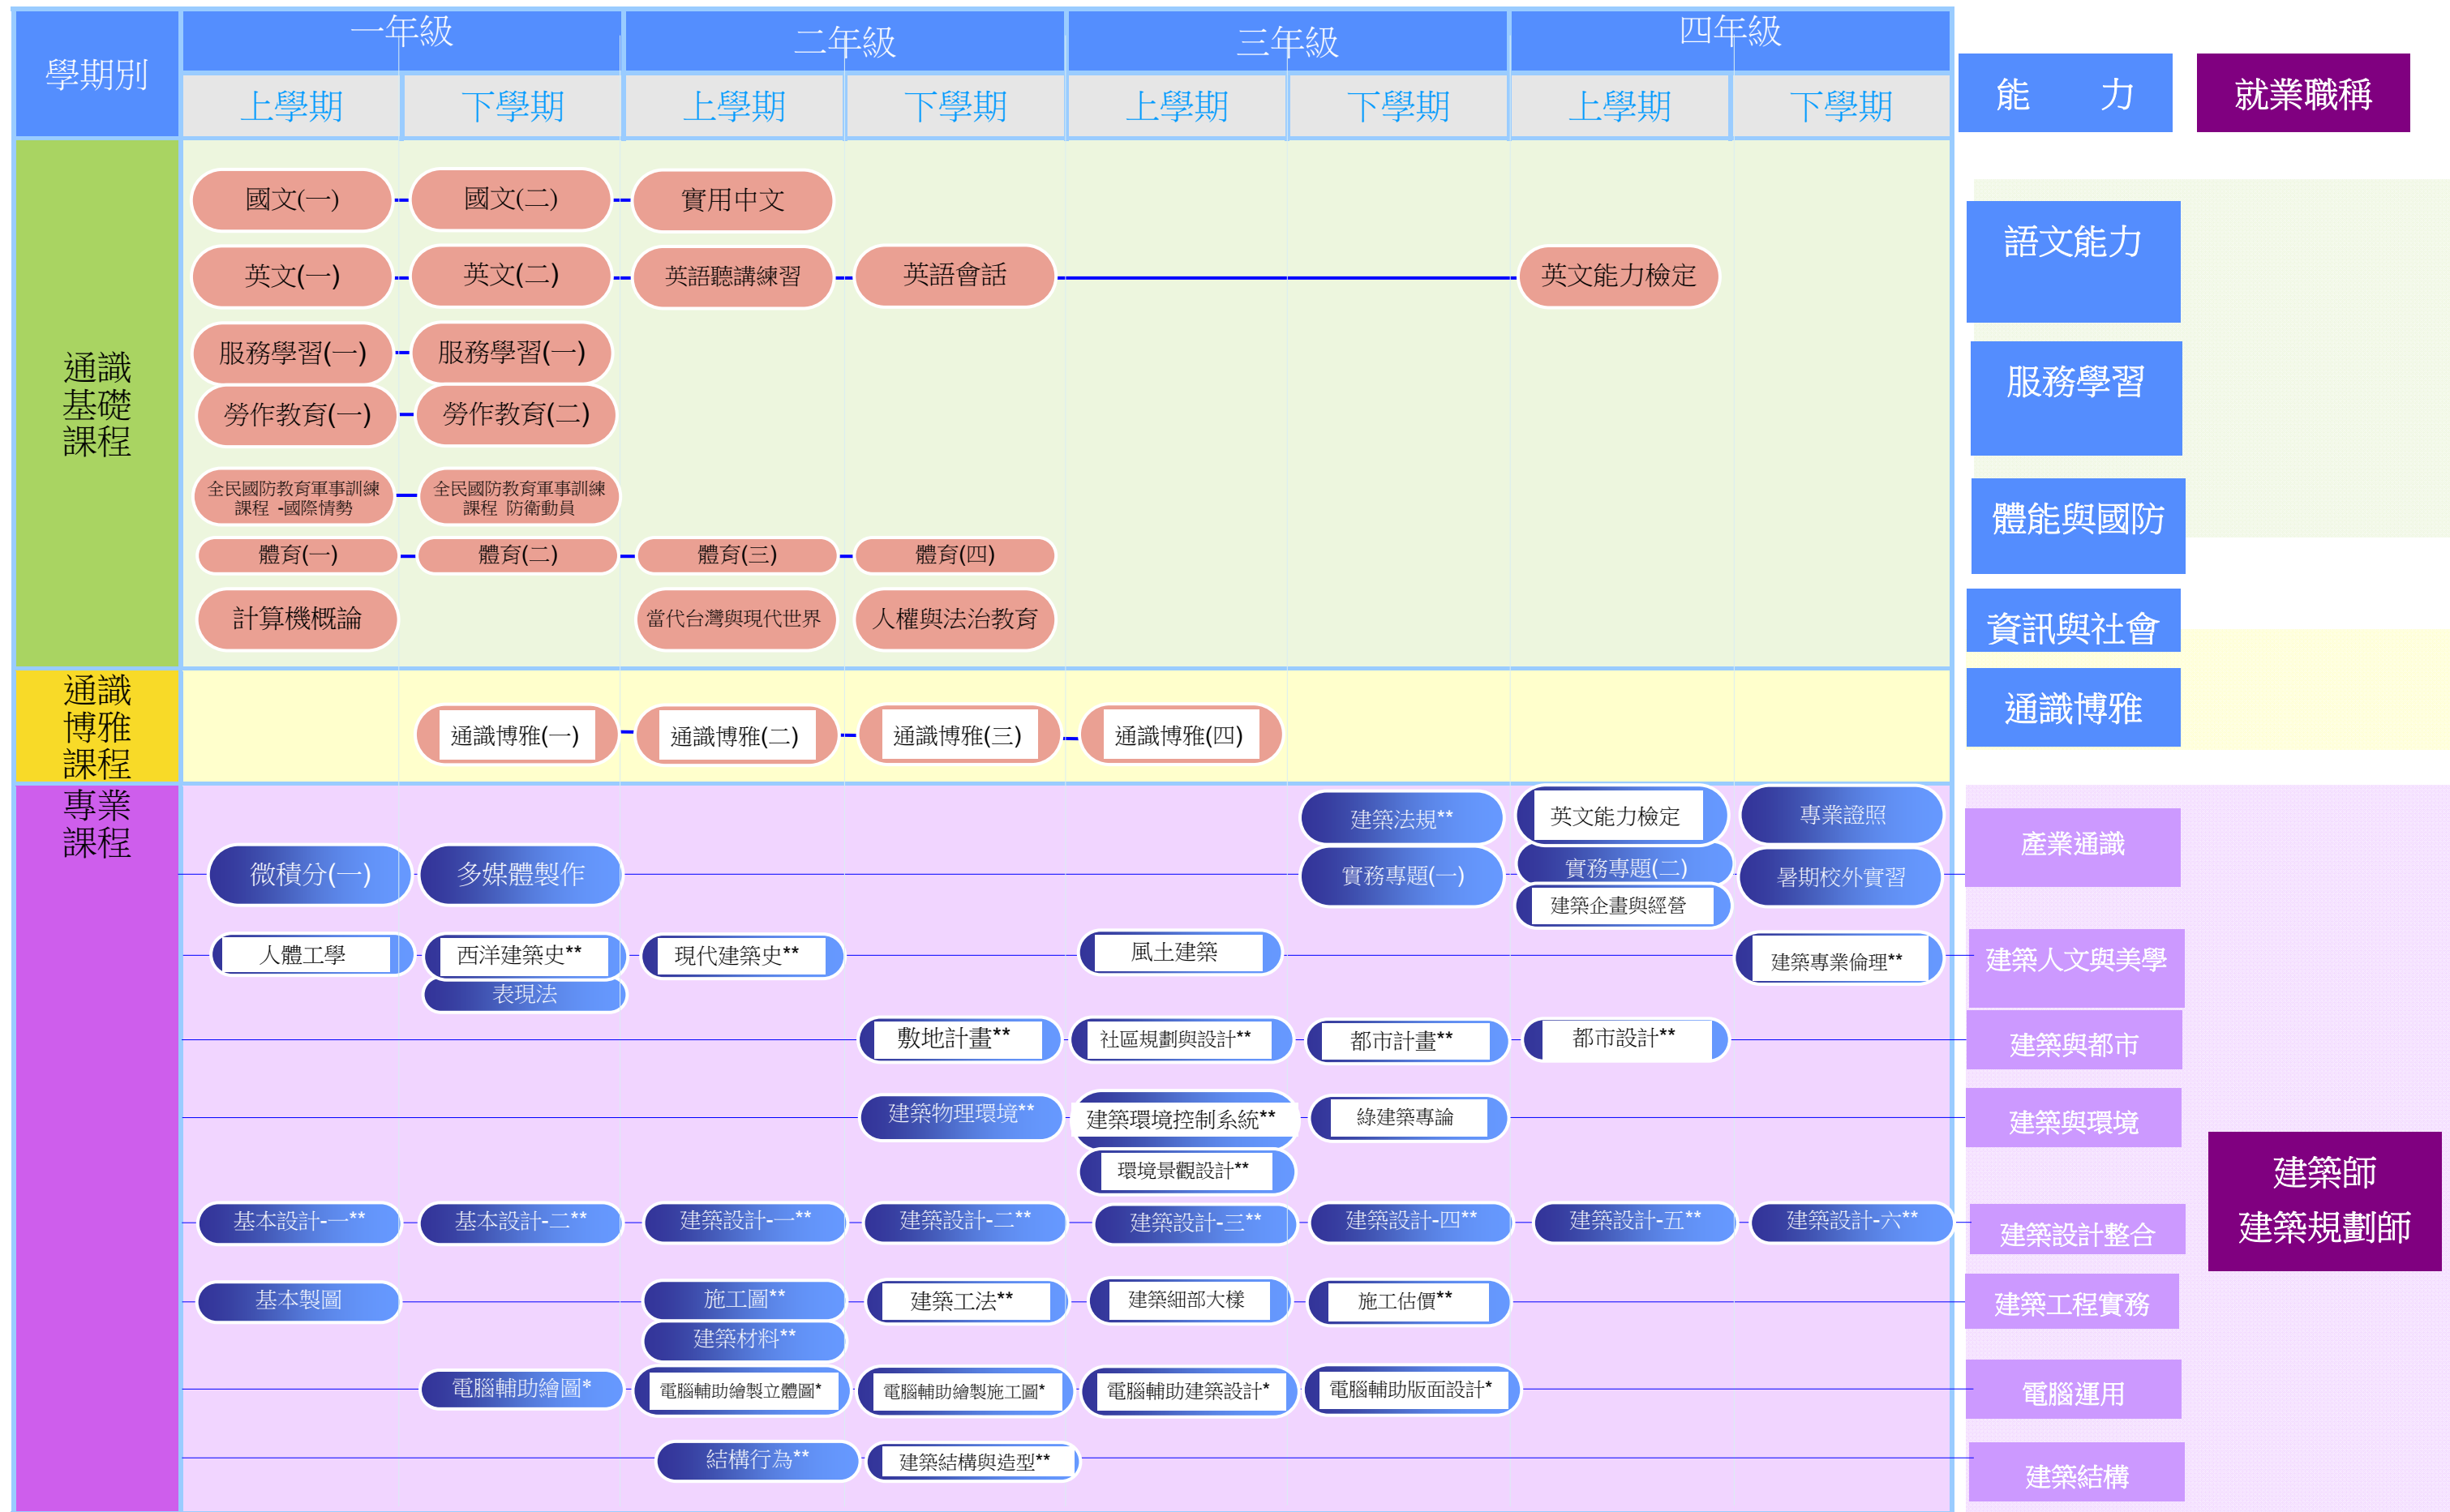 學期別
一年級
二年級
三年級
四年級
上學期
下學期
上學期
下學期
上學期
下學期
上學期
下學期
能 力
就業職稱
通識
基礎
課程
國文(一)
國文(二)
實用中文
英文(一)
英文(二)
英語聽講練習
英語會話
英文能力檢定
服務學習(一)
服務學習(一)
勞作教育(一)
勞作教育(二)
全民國防教育軍事訓練
課程 -國際情勢
全民國防教育軍事訓練
課程 防衛動員
體育(一)
體育(二)
體育(三)
體育(四)
計算機概論
當代台灣與現代世界
人權與法治教育
語文能力
服務學習
體能與國防
資訊與社會
通識
博雅
課程
通識博雅(一)
通識博雅(二)
通識博雅(三)
通識博雅(四)
通識博雅
專業
課程
建築法規**
英文能力檢定
專業證照
微積分(一)
多媒體製作
實務專題(一)
實務專題(二)
暑期校外實習
建築企畫與經營
產業通識
人體工學
西洋建築史**
現代建築史**
風土建築
建築專業倫理**
表現法
建築人文與美學
敷地計畫**
社區規劃與設計**
都市計畫**
都市設計**
建築與都市
建築物理環境**
建築環境控制系統**
綠建築專論
環境景觀設計**
建築與環境
基本設計-一**
基本設計-二**
建築設計-一**
建築設計-二**
建築設計-三**
建築設計-四**
建築設計-五**
建築設計-六**
建築設計整合
建築師
建築規劃師
基本製圖
施工圖**
建築工法**
建築細部大樣
施工估價**
建築材料**
建築工程實務
電腦輔助繪圖*
電腦輔助繪製立體圖*
電腦輔助繪製施工圖*
電腦輔助建築設計*
電腦輔助版面設計*
電腦運用
結構行為**
建築結構與造型**
建築結構